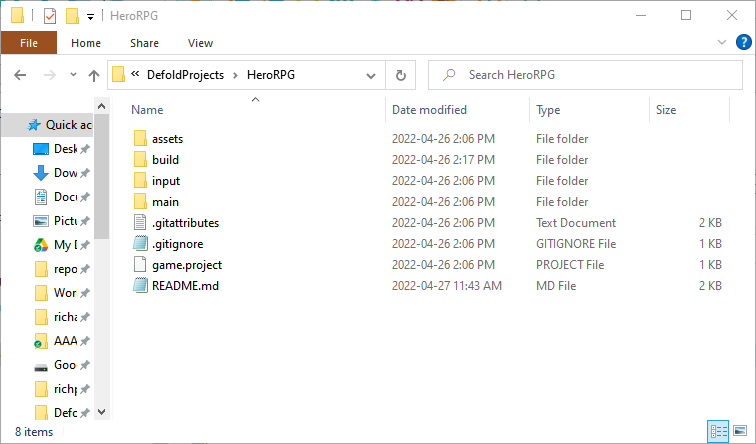 HeroRPG
File Home Share View
DefoldProjects HeroRPG Search HeroRPG
Name Date modified Type Size
Quick acc
Desk
Dow
Docu
Pictu
My D
repo
Wor
richa
AAA
Goo
richp
Defo
assets 2022-04-26 2:06 PM File folder
build 2022-04-26 2:17 PM File folder
input 2022-04-26 2:06 PM File folder
main 2022-04-26 2:06 PM File folder
.gitattributes 2022-04-26 2:06 PM Text Document 2 KB
.gitignore 2022-04-26 2:06 PM GITIGNORE File 1 KB
game.project 2022-04-26 2:06 PM PROJECT File 1 KB
README.md 2022-04-27 11:43 AM MD File 2 KB
8 items